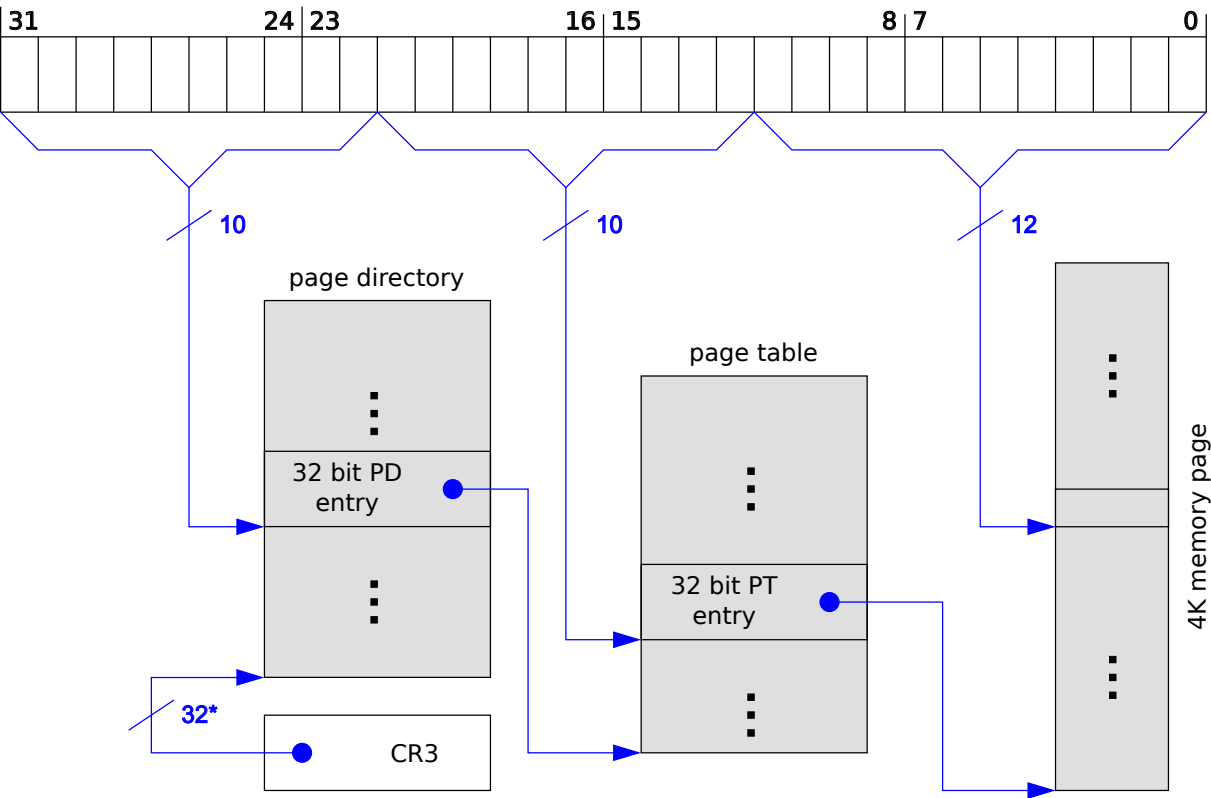 31 24 23 16 15 8 7 0
10 10 12
page directory
32 bit PD
entry
32*
CR3
page table
32 bit PT
entry
4K memory page